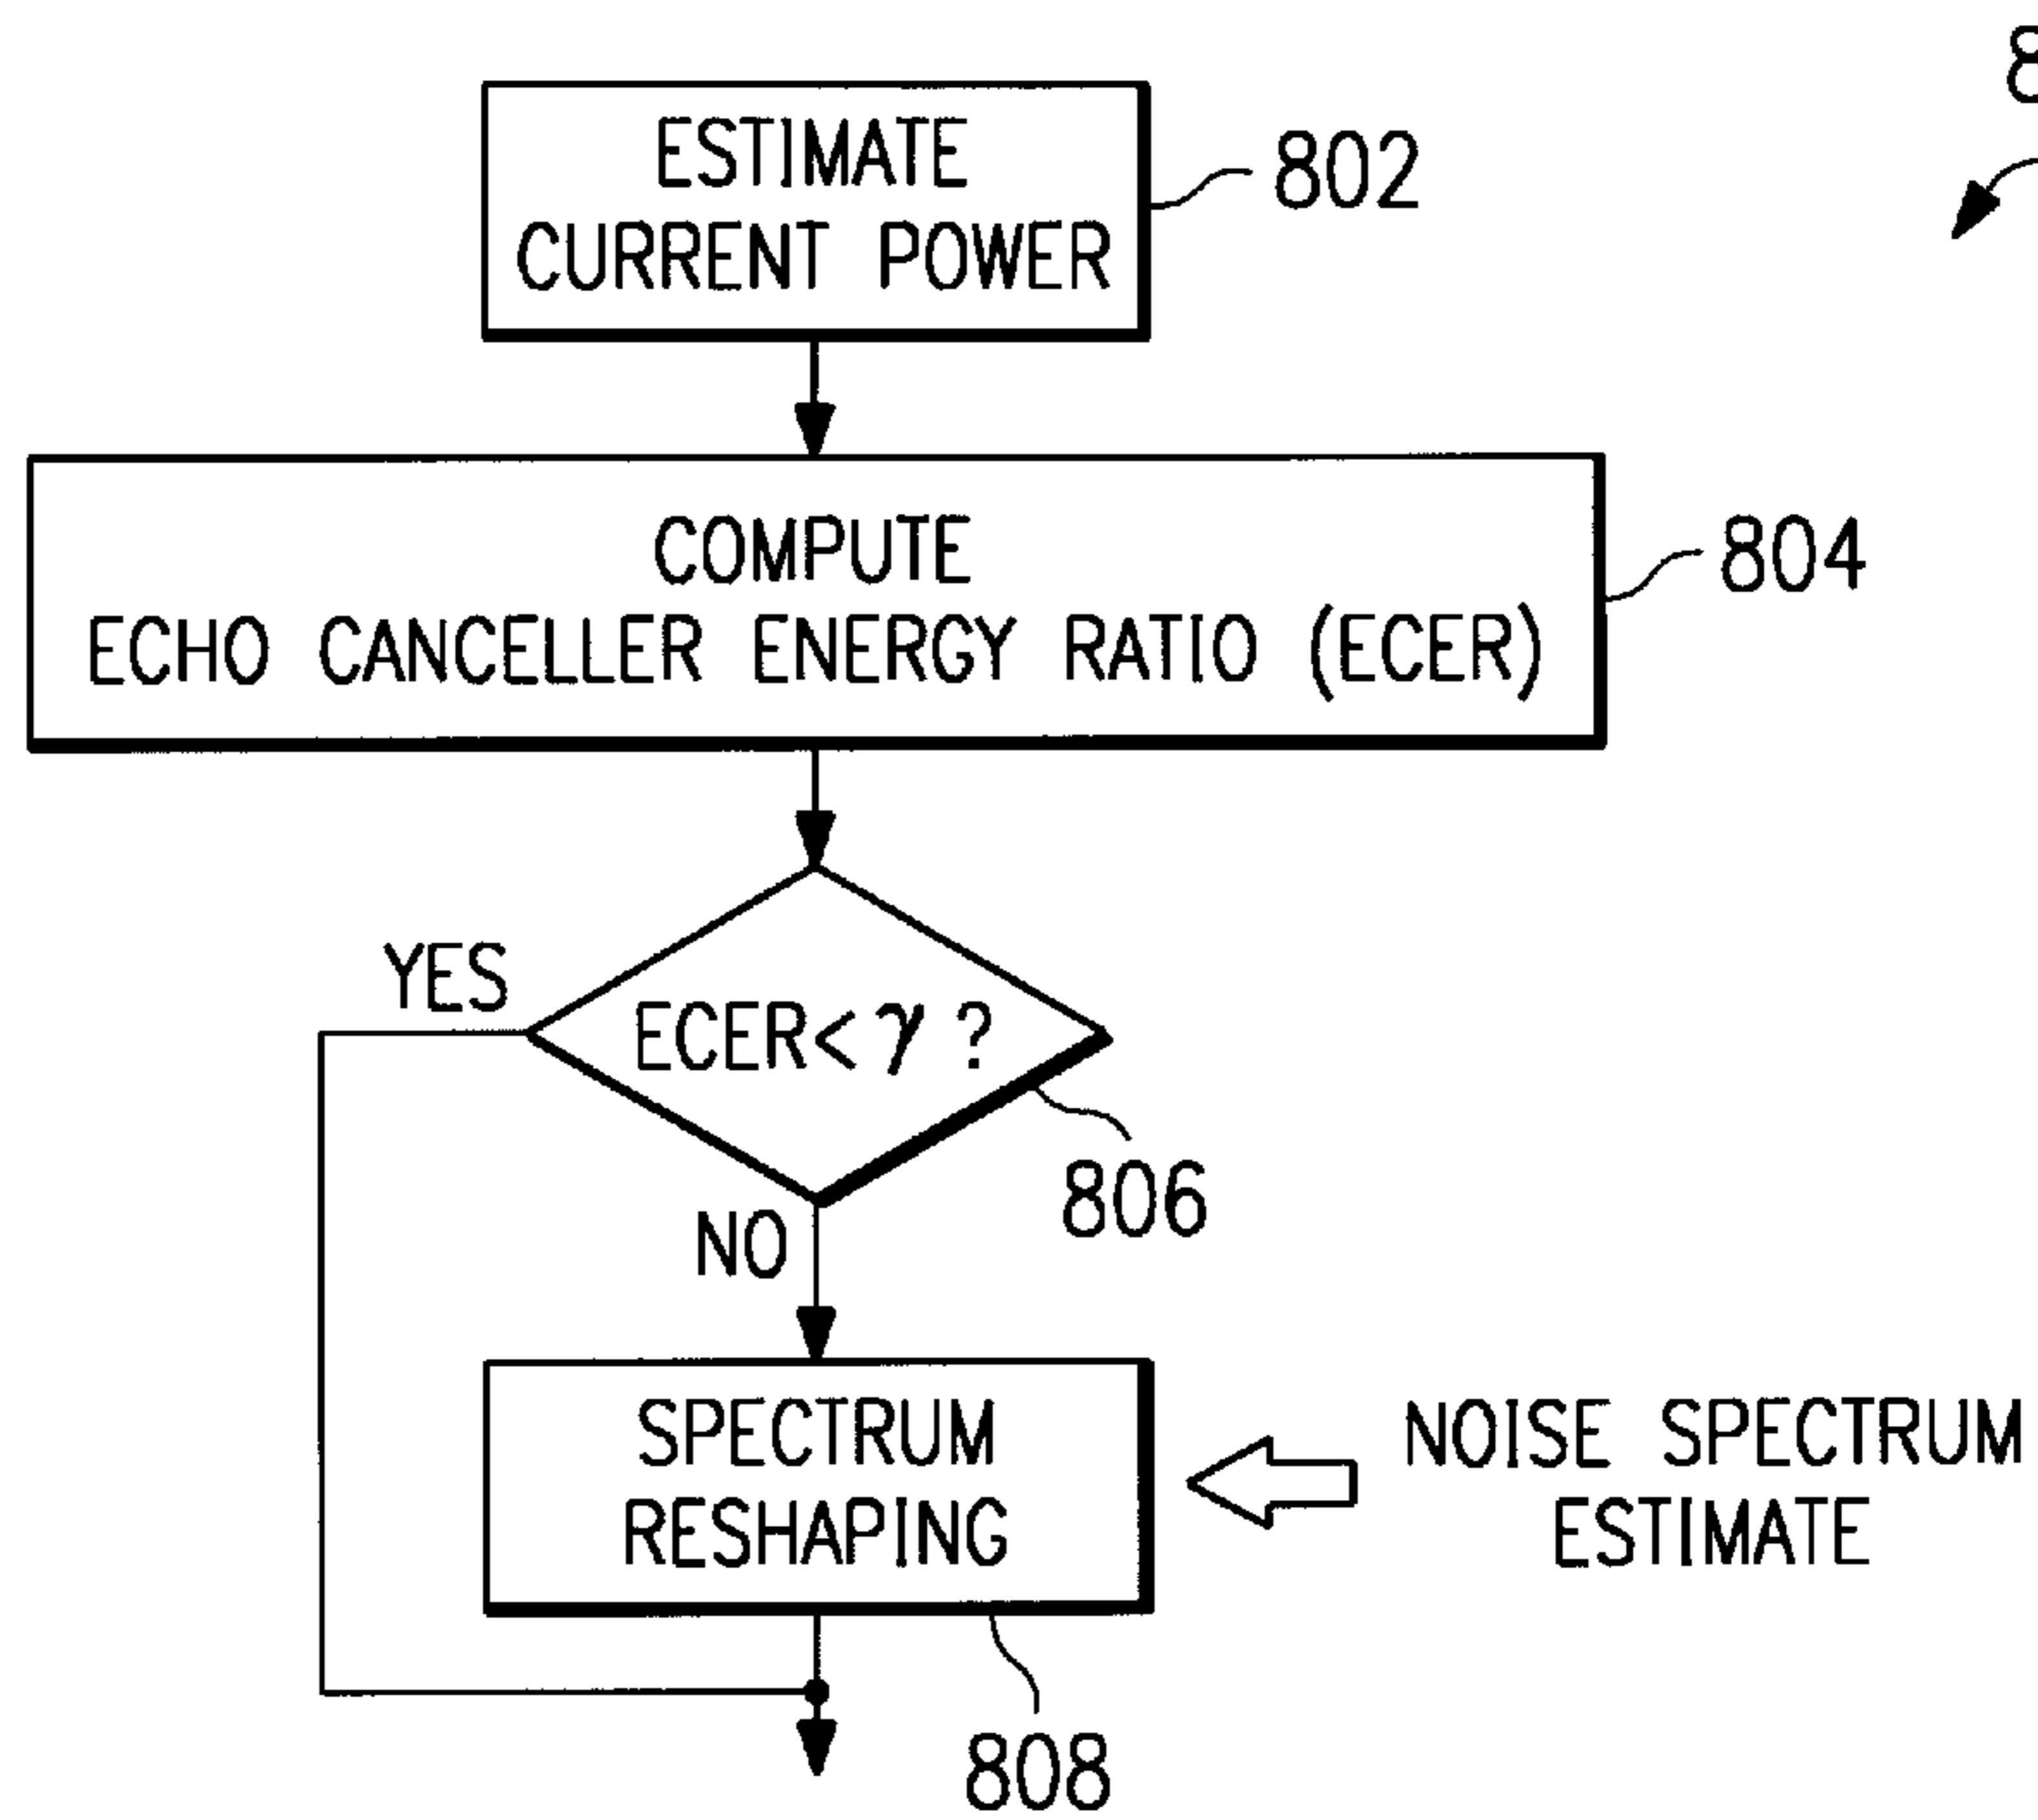 ESTIMATE
CURRENT POWER
802
COMPUTE
ECHO CANCELLER ENERGY RATIO (ECER)
804
YES
ECER<γ?
806
NO
SPECTRUM
RESHAPING
NOISE SPECTRUM
ESTIMATE
808